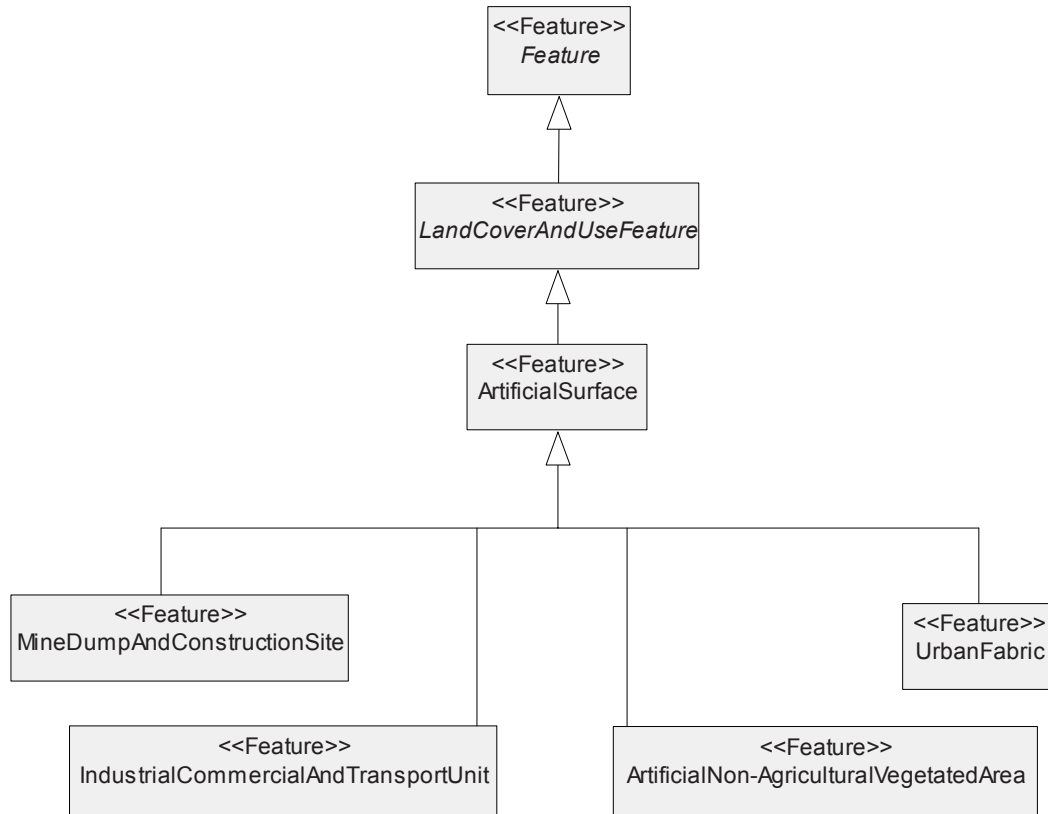 <<Feature>>
Feature
<<Feature>>
LandCoverAndUseFeature
<<Feature>>
ArtificialSurface
<<Feature>>
MineDumpAndConstructionSite
<<Feature>>
UrbanFabric
<<Feature>>
IndustrialCommercialAndTransportUnit
<<Feature>>
ArtificialNon-AgriculturalVegetatedArea